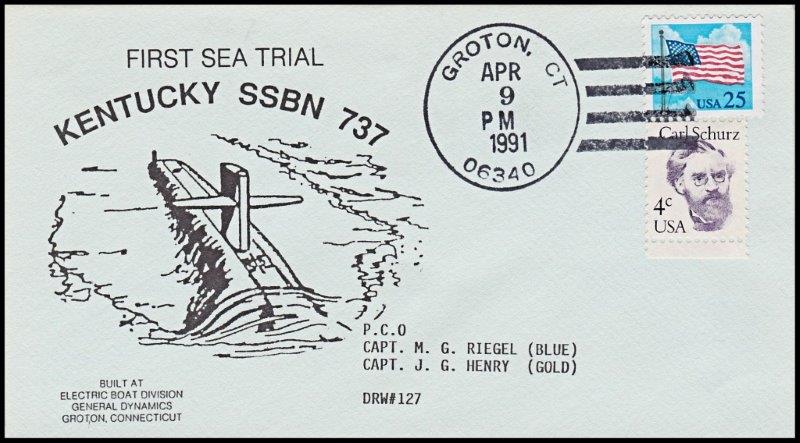 FIRST SEA TRIAL
KENTUCKY SSBN 737
GROTON, CT
APR
9
PM
1991
06340
USA 25
Carl Schurz
4c
USA
P.C.O
CAPT. M. G. RIEGEL (BLUE)
CAPT. J. G. HENRY (GOLD)
DRW#127
BUILT AT
ELECTRIC BOAT DIVISION
GENERAL DYNAMICS
GROTON, CONNECTICUT